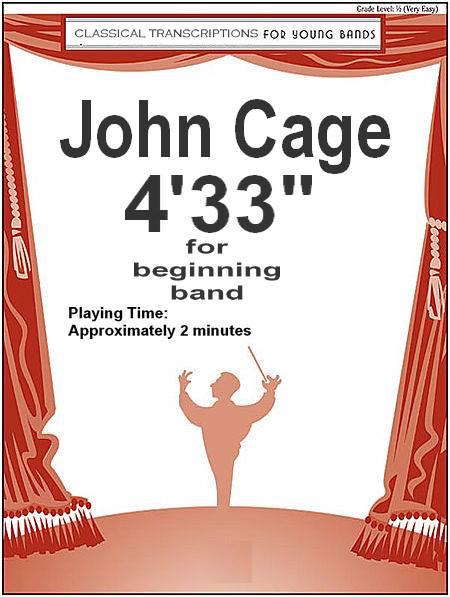 Grade Level: ½ (Very Easy)
CLASSICAL TRANSCRIPTIONS FOR YOUNG BANDS
John Cage
4'33"
for
beginning
band
Playing Time:
Approximately 2 minutes